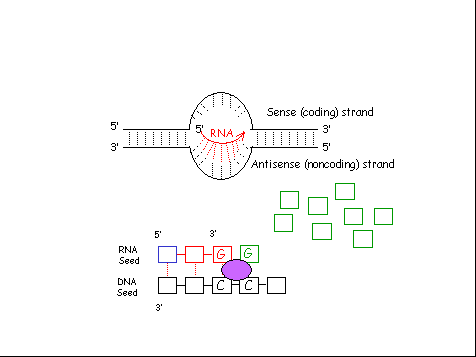 Sense (coding) strand
5'
5'
RNA
3'
3'
5'
Antisense (noncoding) strand
5'
3'
RNA
Seed
G
G
DNA
Seed
C
C
3'